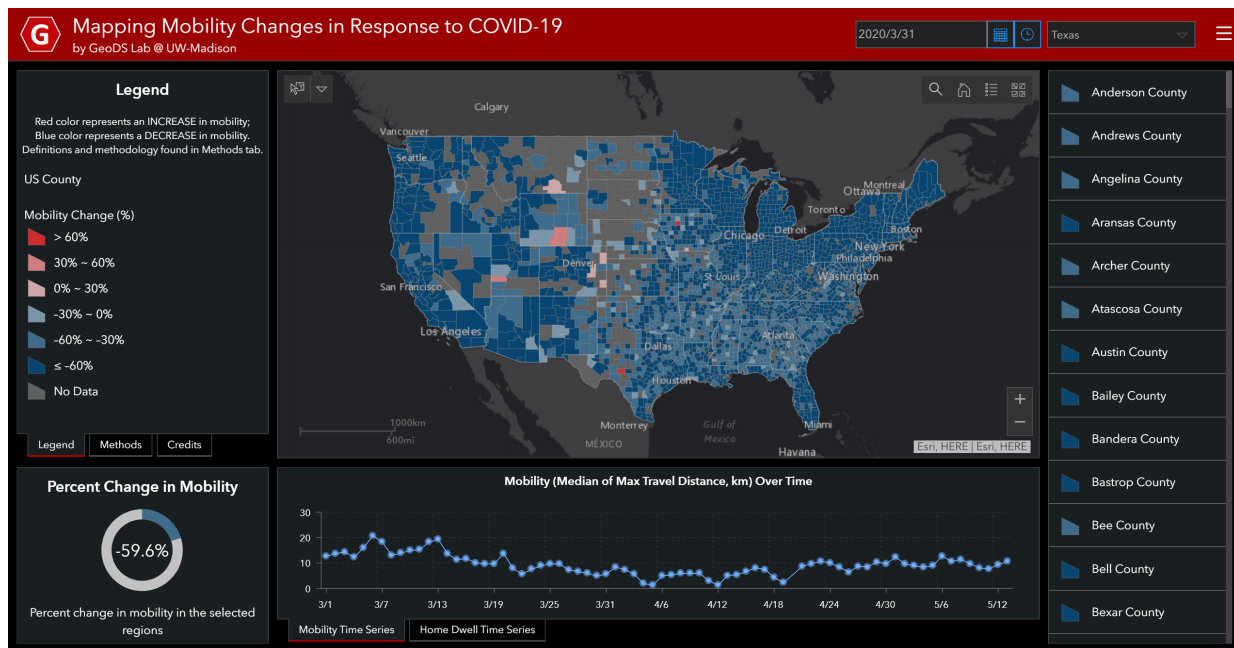 G
Mapping Mobility Changes in Response to COVID-19
by GeoDS Lab @ UW-Madison
2020/3/31
Texas
Legend
Red color represents an INCREASE in mobility;
Blue color represents a DECREASE in mobility.
Definitions and methodology found in Methods tab.
US County
Mobility Change (%)
> 60%
30% ~ 60%
0% ~ 30%
-30% ~ 0%
-60% ~ -30%
≤ -60%
No Data
Legend
Methods
Credits
Calgary
Vancouver
Seattle
Montreal
Ottawa
Toronto
Boston
Chicago
Detroit
New York
Philadelphia
Denver
St Louis
Washington
San Francisco
Los Angeles
Atlanta
Dallas
Houston
1000km
600mi
Monterrey
Gulf of
Mexico
Miami
MÉXICO
Havana
+
−
Esri, HERE | Esri, HERE
Anderson County
Andrews County
Angelina County
Aransas County
Archer County
Atascosa County
Austin County
Bailey County
Bandera County
Bastrop County
Bee County
Bell County
Bexar County
Percent Change in Mobility
-59.6%
Percent change in mobility in the selected
regions
Mobility (Median of Max Travel Distance, km) Over Time
30
20
10
0
3/1 3/7 3/13 3/19 3/25 3/31 4/6 4/12 4/18 4/24 4/30 5/6 5/12
Mobility Time Series
Home Dwell Time Series